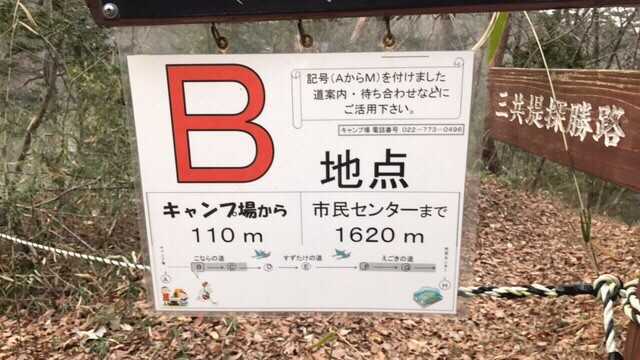 B
記号(AからM)を付けました
道案内・待ち合わせなどに
ご活用下さい。
キャンプ場 電話番号 022-773-0496
地点
キャンプ場から
110m
市民センターまで
1620m
こならの道
すずたけの道
えごきの道
A
B
C
D
E
F
G
M
三共堤探勝路